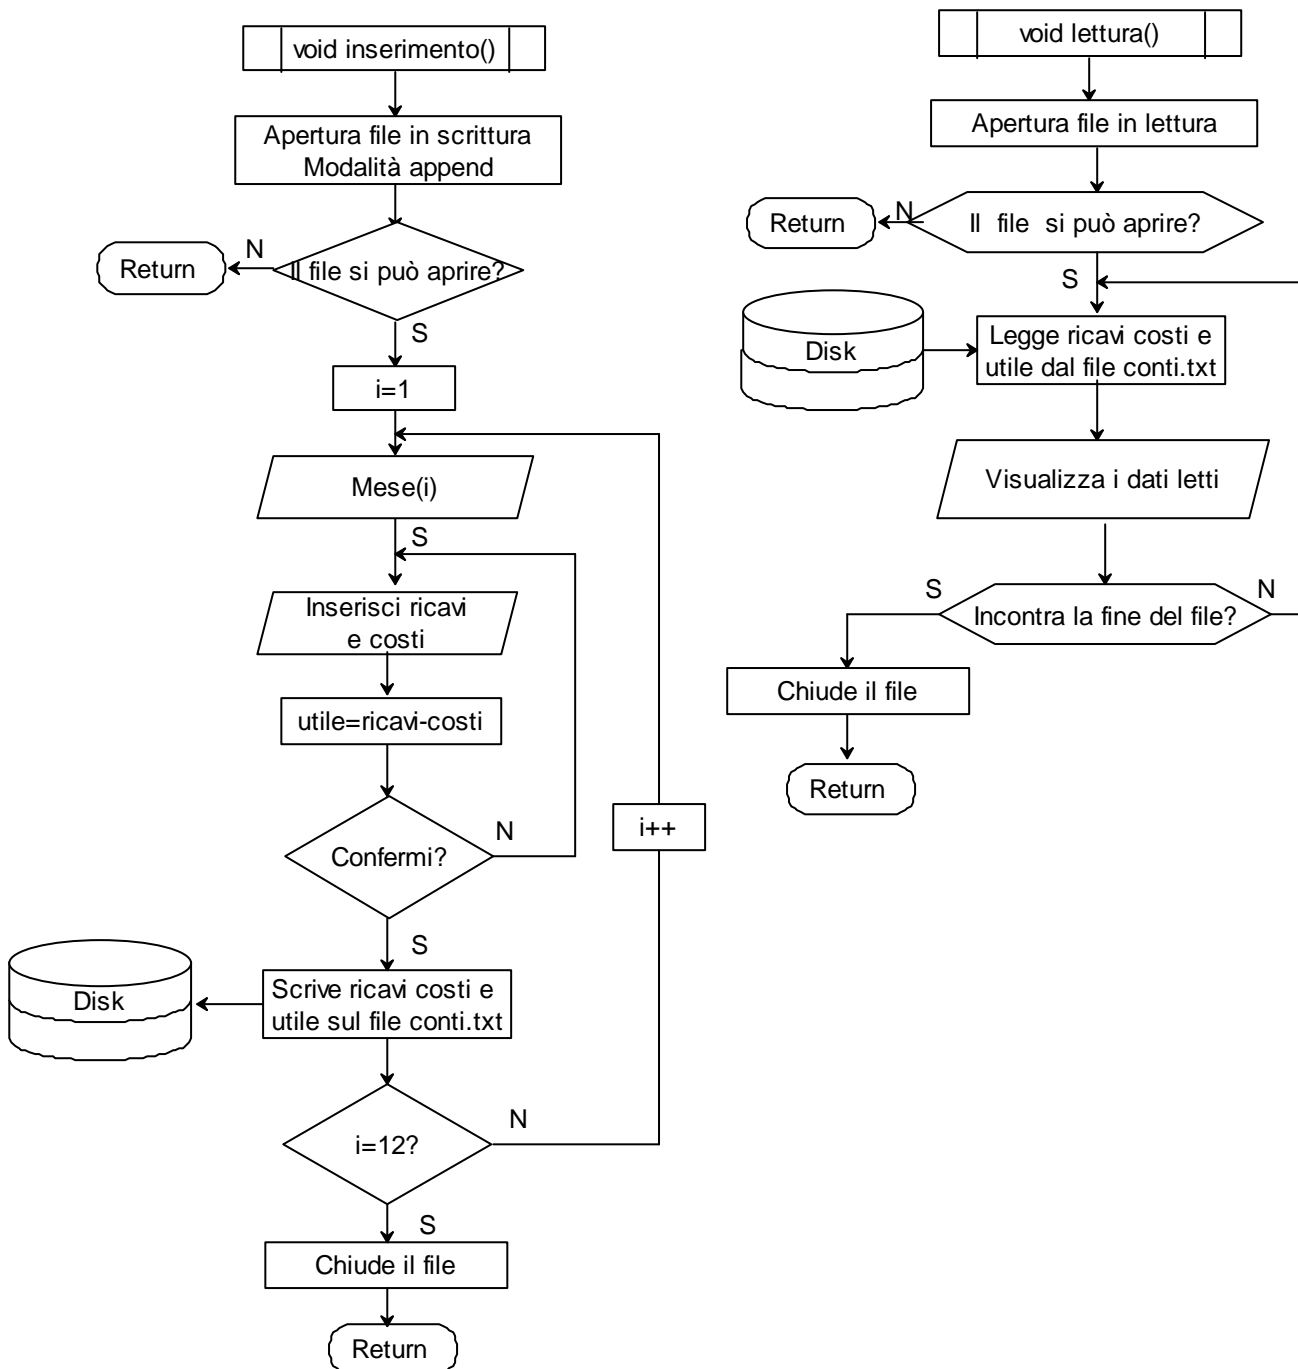 void inserimento()
Apertura file in scrittura
Modalità append
Il file si può aprire?
N
Return
S
i=1
Mese(i)
S
Inserisci ricavi
e costi
utile=ricavi-costi
Confermi?
N
i++
S
Scrive ricavi costi e
utile sul file conti.txt
Disk
i=12?
N
S
Chiude il file
Return
void lettura()
Apertura file in lettura
Il file si può aprire?
N
Return
S
Disk
Legge ricavi costi e
utile dal file conti.txt
Visualizza i dati letti
Incontra la fine del file?
S
N
Chiude il file
Return